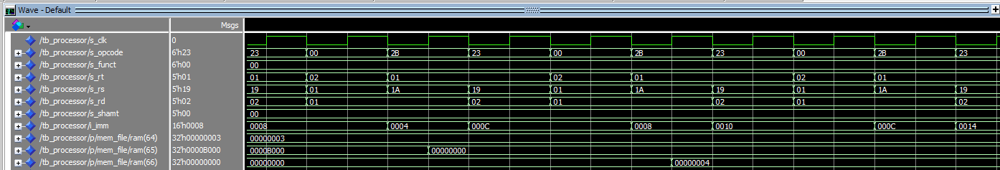 Wave - Default
Msgs
/tb_processor/s_clk 0
/tb_processor/s_opcode 6'h23 23 00 2B 23 00 2B 23 00 2B 23
/tb_processor/s_funct 6'h00 00
/tb_processor/s_rt 5'h01 01 02 01 02 01 02 01
/tb_processor/s_rs 5'h19 19 01 1A 19 01 1A 19 01 1A 19
/tb_processor/s_rd 5'h02 02 01 02 01 02 01 02
/tb_processor/s_shamt 5'h00 00
/tb_processor/i_imm 16'h0008 0008 0004 000C 0008 0010 000C 0014
/tb_processor/p/mem_file/ram(64) 32'h00000003 00000003
/tb_processor/p/mem_file/ram(65) 32'h0000B000 0000B000 00000000
/tb_processor/p/mem_file/ram(66) 32'h00000000 00000000 00000004